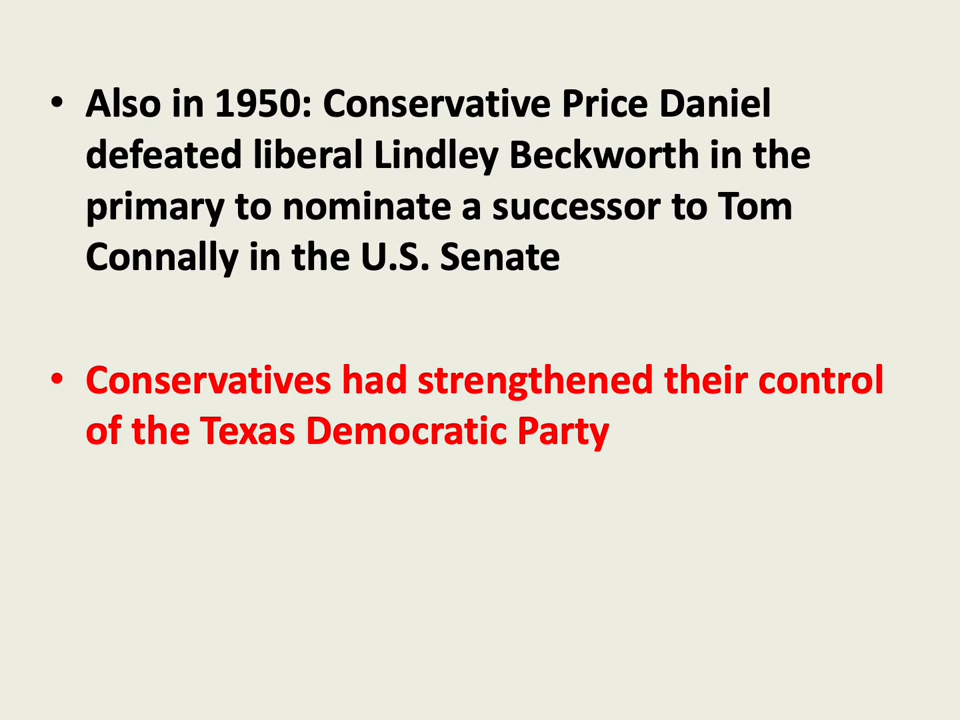 • Also in 1950: Conservative Price Daniel
defeated liberal Lindley Beckworth in the
primary to nominate a successor to Tom
Connally in the U.S. Senate
• Conservatives had strengthened their control
of the Texas Democratic Party